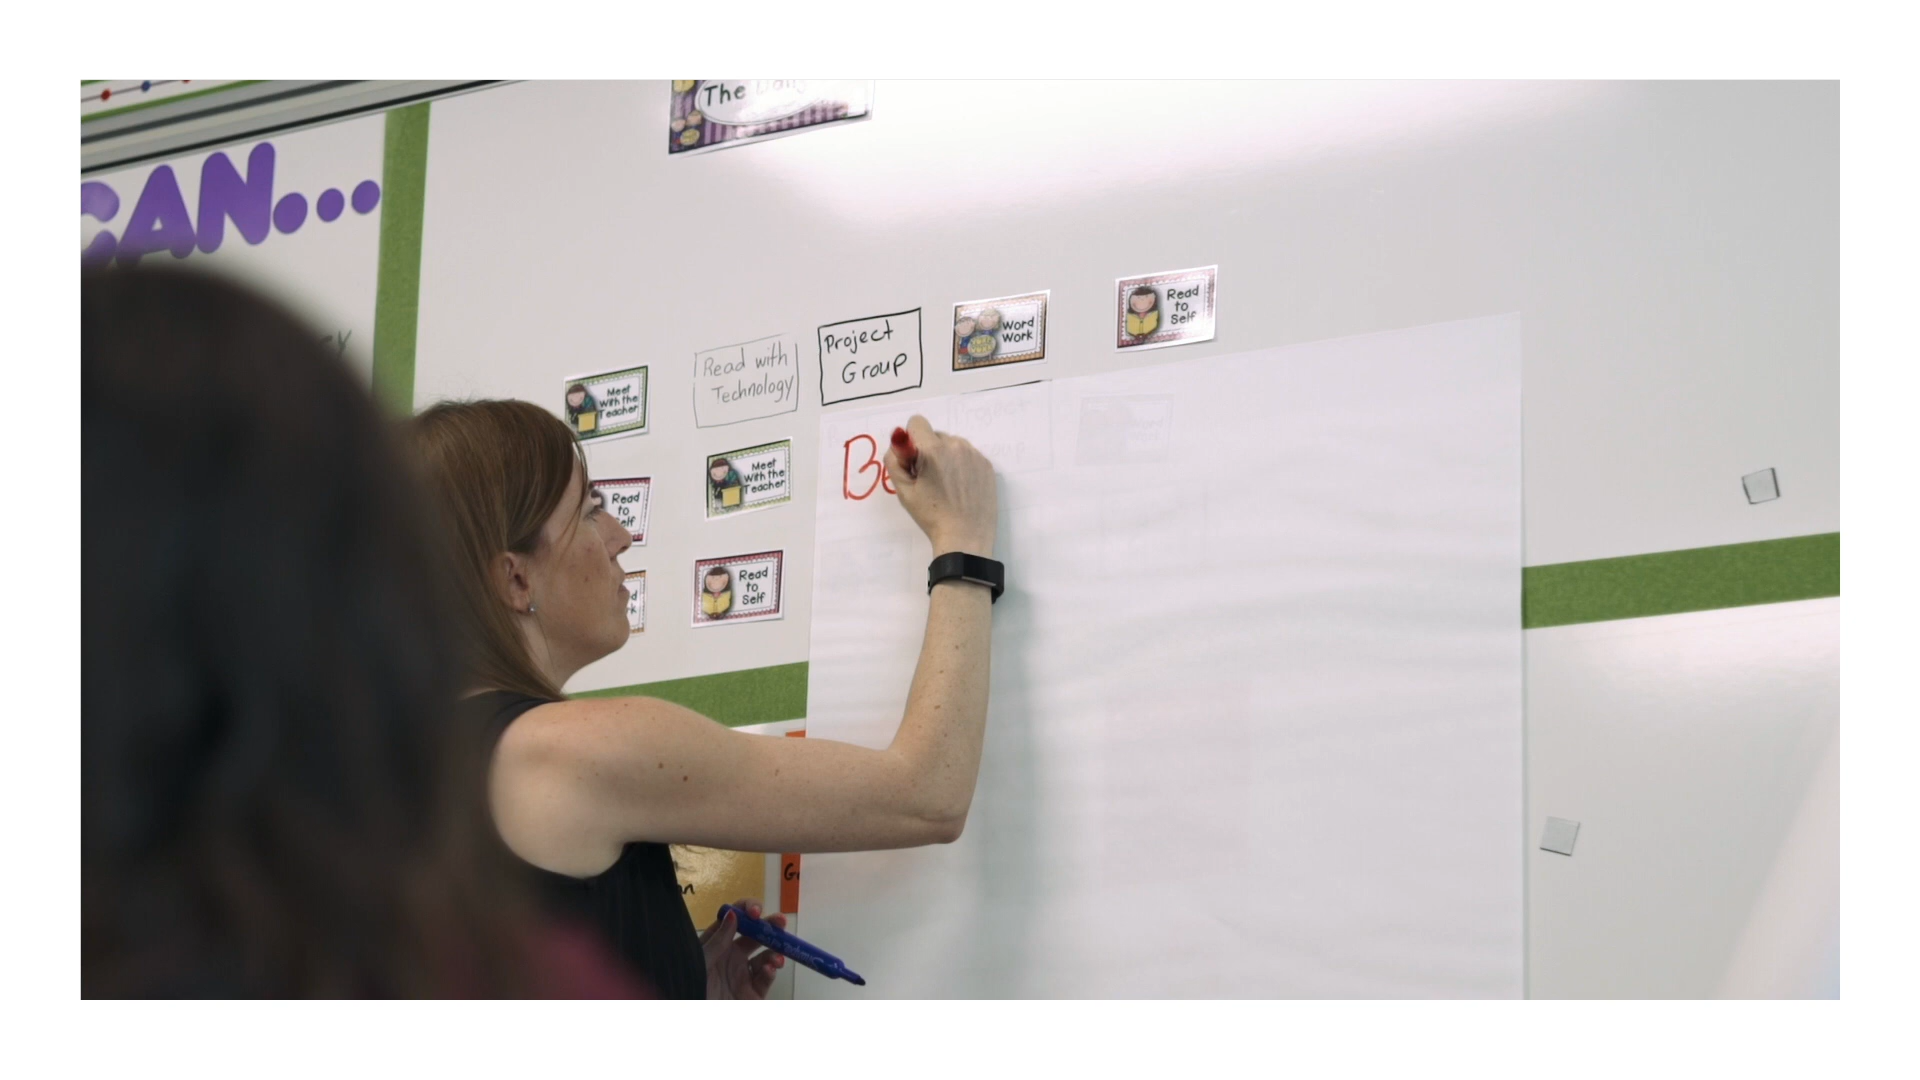 The Daily
CAN...
Read
to
Self
Word
Work
Project
Group
Read with
Technology
Meet
With the
Teacher
Meet
With the
Teacher
Be
Read
to
Self
Read
to
Self